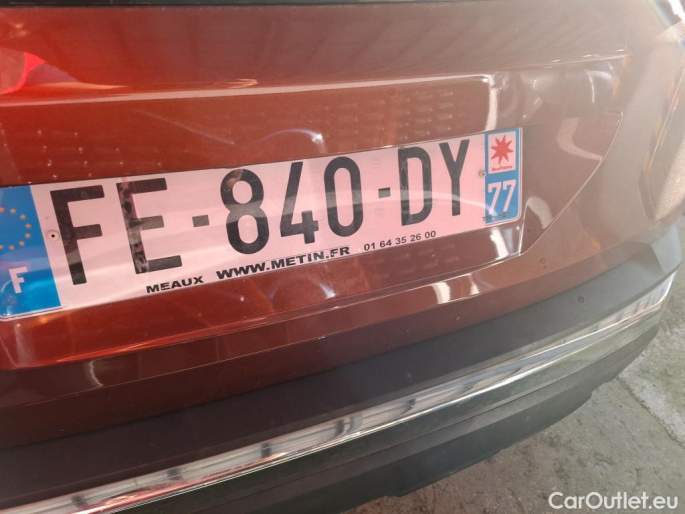 F
FE-840-DY
77
MEAUX WWW.METIN.FR 01 64 35 26 00
CarOutlet.eu